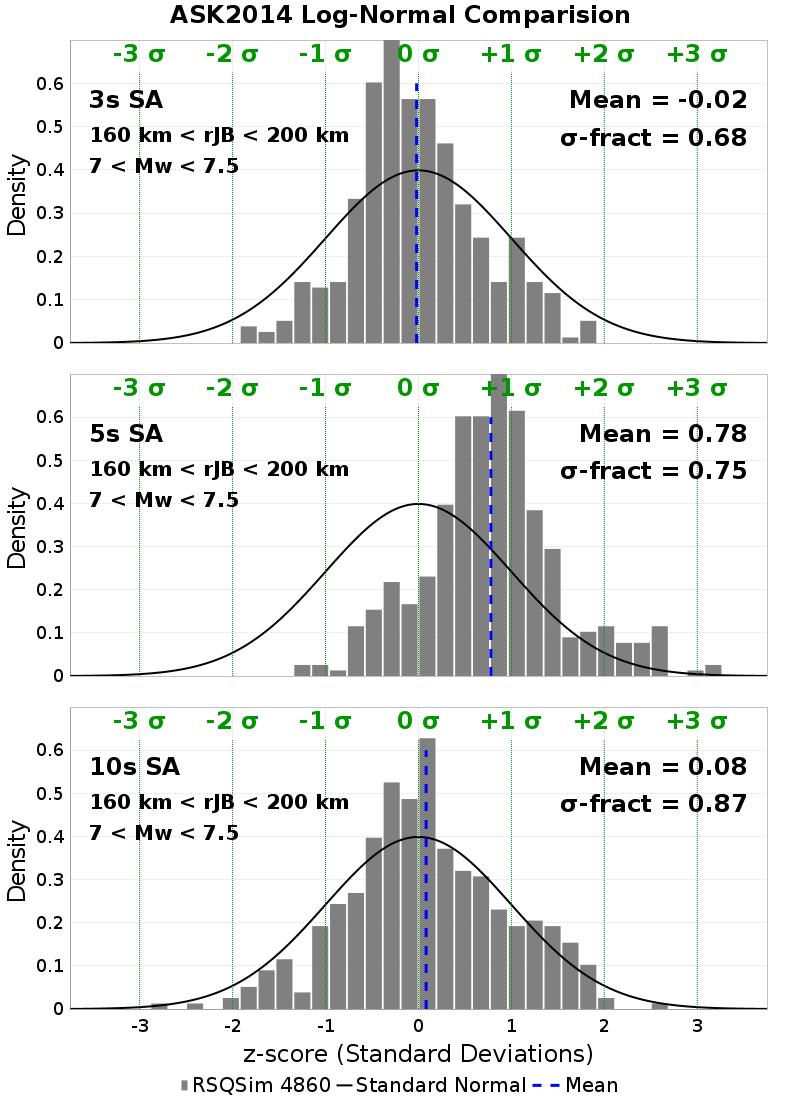 ASK2014 Log-Normal Comparision
-3 σ -2 σ -1 σ 0 σ +1 σ +2 σ +3 σ
3s SA
160 km < rJB < 200 km
7 < Mw < 7.5
Mean = -0.02
σ-fract = 0.68
Density
0.6
0.5
0.4
0.3
0.2
0.1
0
-3 σ -2 σ -1 σ 0 σ +1 σ +2 σ +3 σ
5s SA
160 km < rJB < 200 km
7 < Mw < 7.5
Mean = 0.78
σ-fract = 0.75
Density
0.6
0.5
0.4
0.3
0.2
0.1
0
-3 σ -2 σ -1 σ 0 σ +1 σ +2 σ +3 σ
10s SA
160 km < rJB < 200 km
7 < Mw < 7.5
Mean = 0.08
σ-fract = 0.87
Density
0.6
0.5
0.4
0.3
0.2
0.1
0
-3 -2 -1 0 1 2 3
z-score (Standard Deviations)
RSQSim 4860 Standard Normal Mean